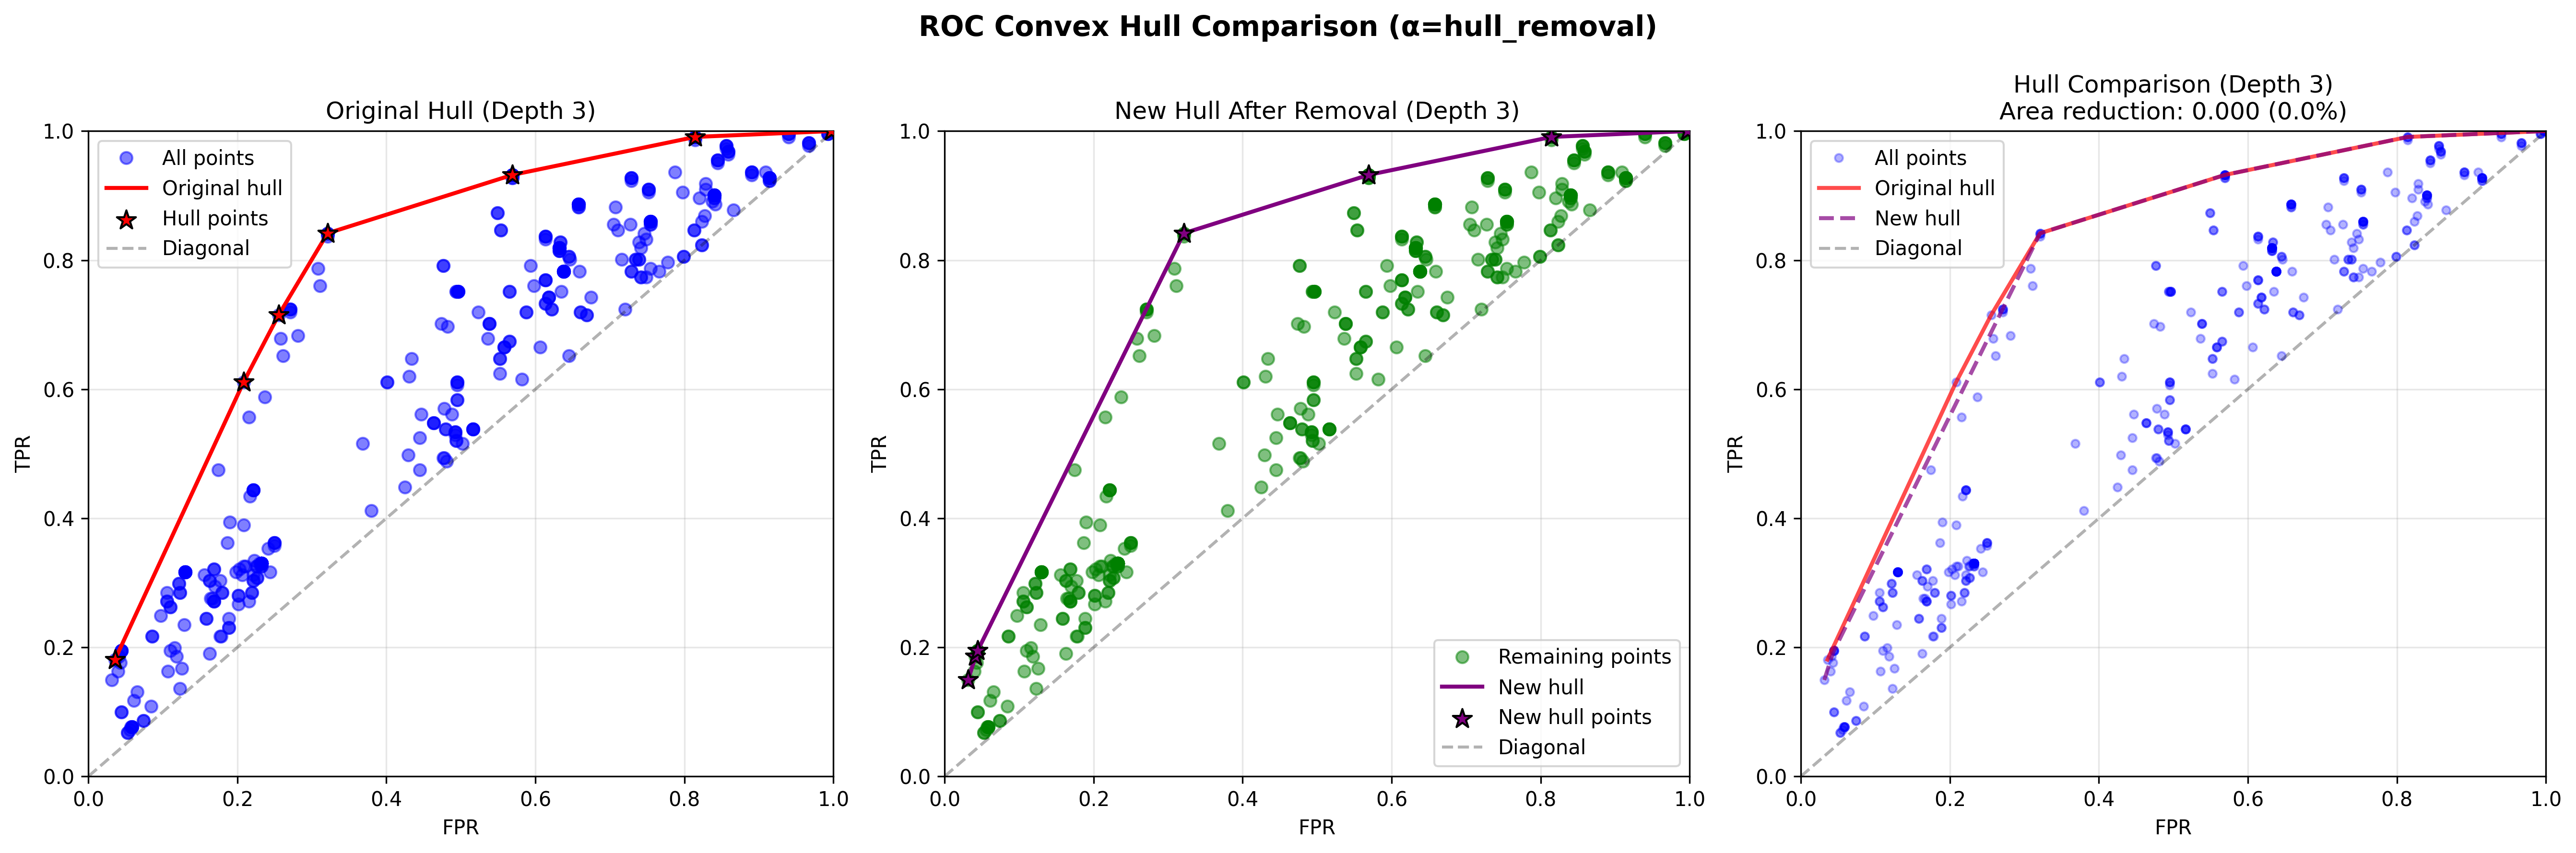 ROC Convex Hull Comparison (α=hull_removal)
Original Hull (Depth 3)
All points
Original hull
Hull points
Diagonal
1.0
0.8
0.6
0.4
0.2
0.0
TPR
0.0 0.2 0.4 0.6 0.8 1.0
FPR
New Hull After Removal (Depth 3)
1.0
0.8
0.6
0.4
0.2
0.0
TPR
Remaining points
New hull
New hull points
Diagonal
0.0 0.2 0.4 0.6 0.8 1.0
FPR
Hull Comparison (Depth 3)
Area reduction: 0.000 (0.0%)
All points
Original hull
New hull
Diagonal
1.0
0.8
0.6
0.4
0.2
0.0
TPR
0.0 0.2 0.4 0.6 0.8 1.0
FPR